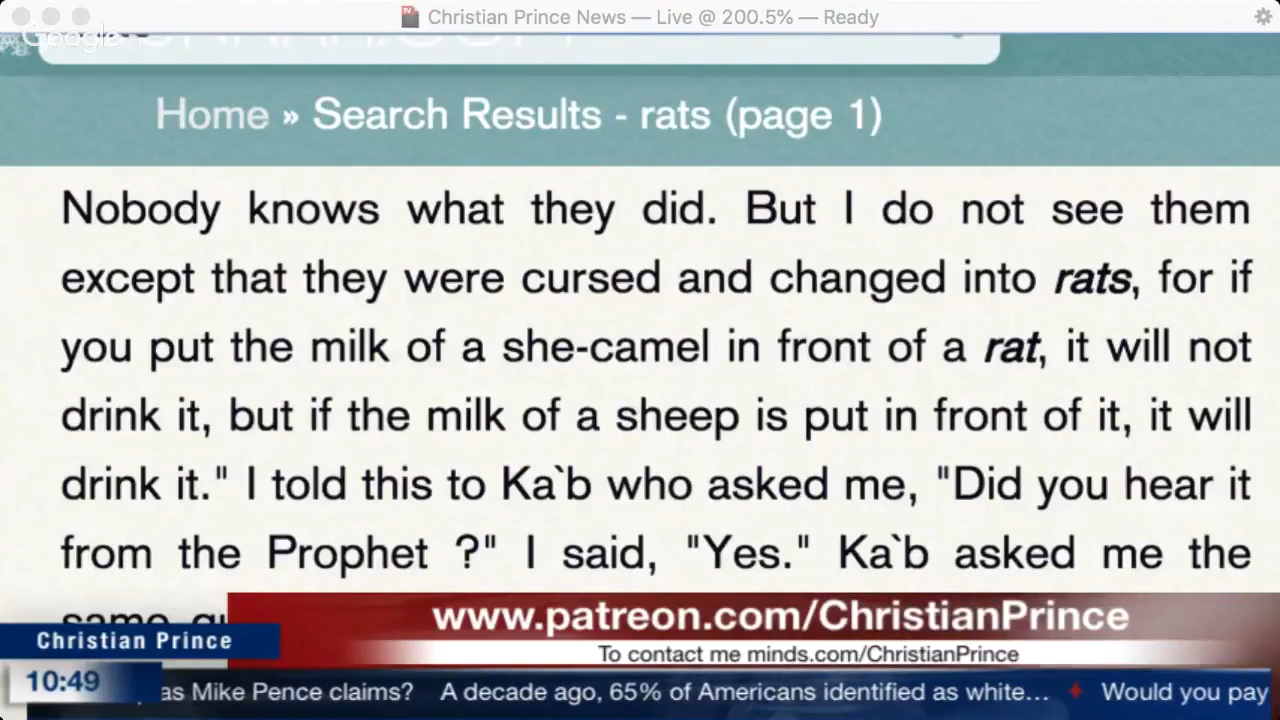 Christian Prince News — Live @ 200.5% — Ready
Google
Home » Search Results - rats (page 1)
Nobody knows what they did. But I do not see them
except that they were cursed and changed into rats, for if
you put the milk of a she-camel in front of a rat, it will not
drink it, but if the milk of a sheep is put in front of it, it will
drink it." I told this to Ka`b who asked me, "Did you hear it
from the Prophet ?" I said, "Yes." Ka`b asked me the
same
www.patreon.com/ChristianPrince
Christian Prince
To contact me minds.com/ChristianPrince
10:49
as Mike Pence claims? A decade ago, 65% of Americans identified as white... Would you pay